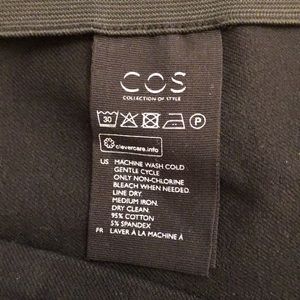 COS
COLLECTION OF STYLE
30 P
clevercare.info
US MACHINE WASH COLD
GENTLE CYCLE
ONLY NON-CHLORINE
BLEACH WHEN NEEDED.
LINE DRY.
MEDIUM IRON.
DRY CLEAN.
95% COTTON
5% SPANDEX
FR LAVER À LA MACHINE À